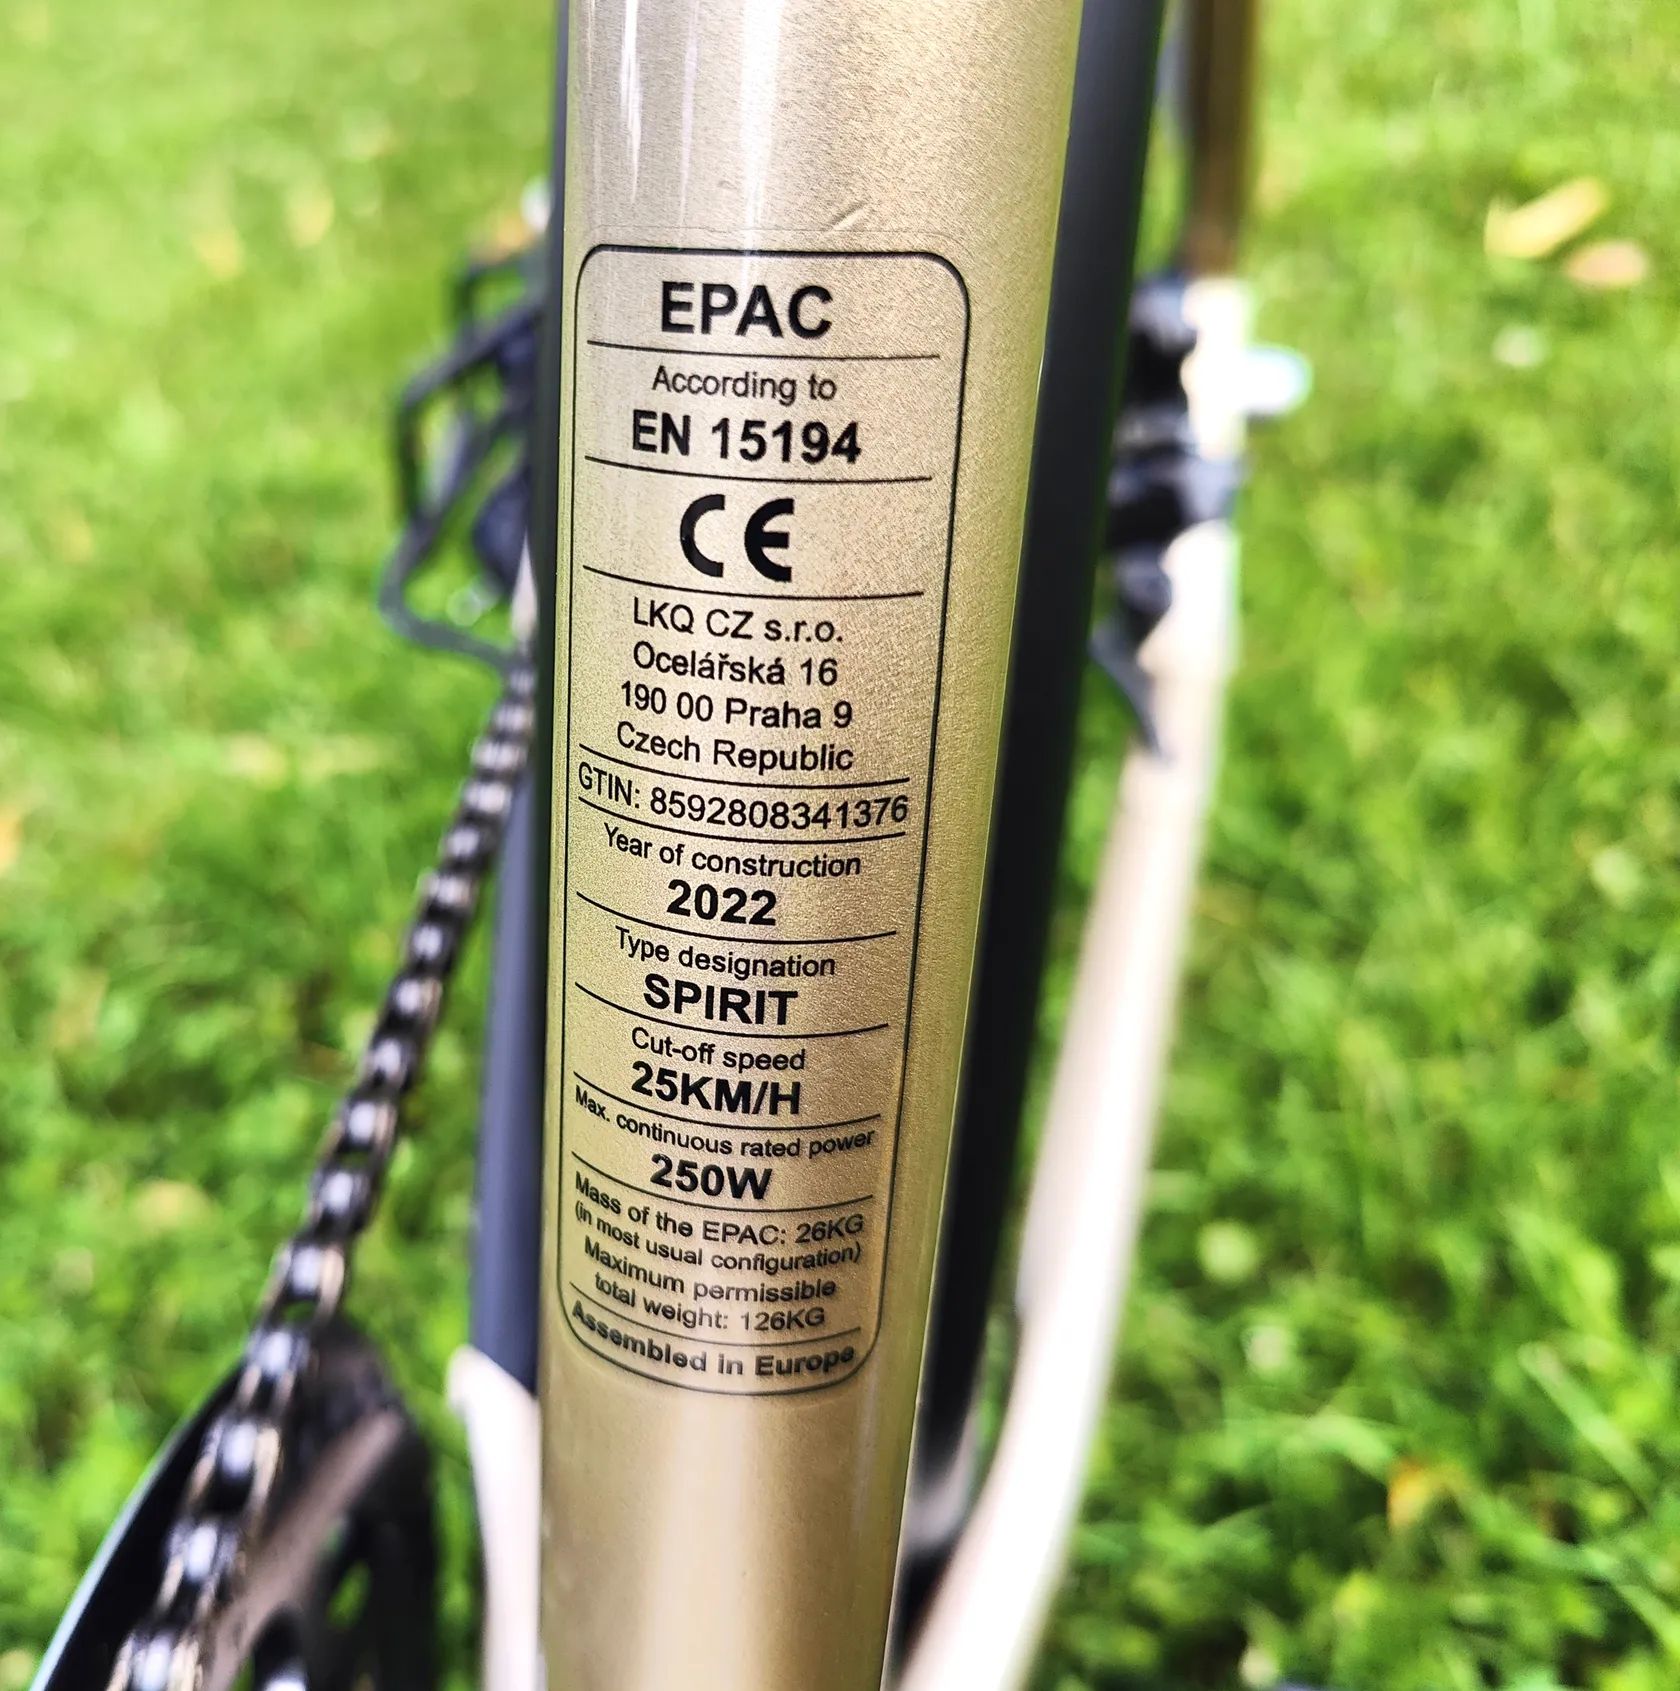 EPAC
According to
EN 15194
CE
LKQ CZ s.r.o.
Ocelářská 16
190 00 Praha 9
Czech Republic
GTIN: 8592808341376
Year of construction
2022
Type designation
SPIRIT
Cut-off speed
25KM/H
Max. continuous rated power
250W
Mass of the EPAC: 26KG
(in most usual configuration)
Maximum permissible
total weight: 126KG
Assembled in Europe